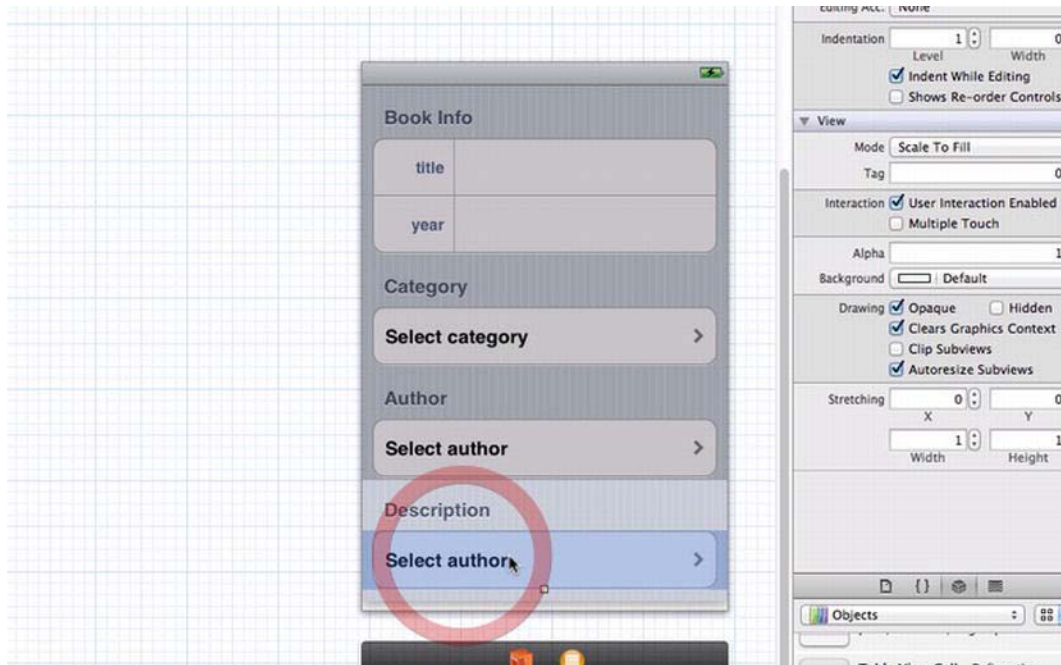 Editing Acc. None
Indentation 1 0
Level Width
Indent While Editing
Shows Re-order Controls
View
Mode Scale To Fill
Tag 0
Interaction User Interaction Enabled
Multiple Touch
Alpha 1
Background Default
Drawing Opaque Hidden
Clears Graphics Context
Clip Subviews
Autoresize Subviews
Stretching 0 0
X Y
1 1
Width Height
{}
Objects
Book Info
title
year
Category
Select category
Author
Select author
Description
Select author